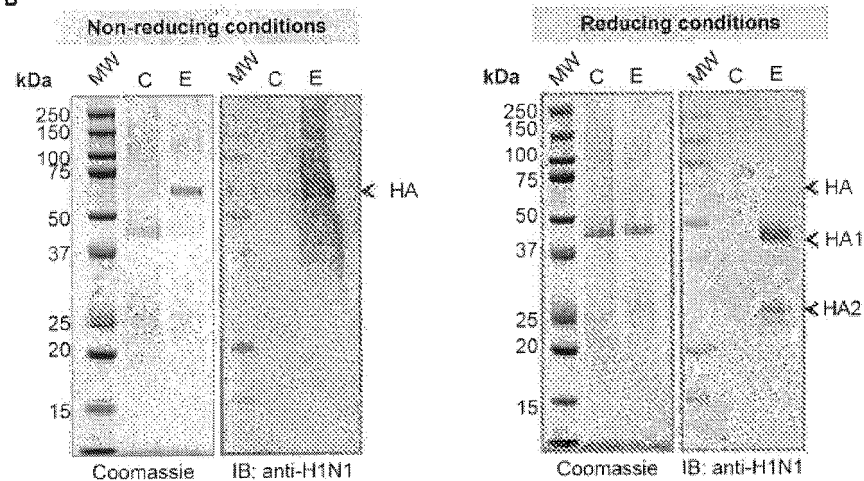 B
Non-reducing conditions
kDa MW C E MW C E
250
150
100
75
50
37
25
20
15
HA
Coomassie IB: anti-H1N1
Reducing conditions
kDa MW C E MW C E
250
150
100
75
50
37
25
20
15
HA
HA1
HA2
Coomassie IB: anti-H1N1